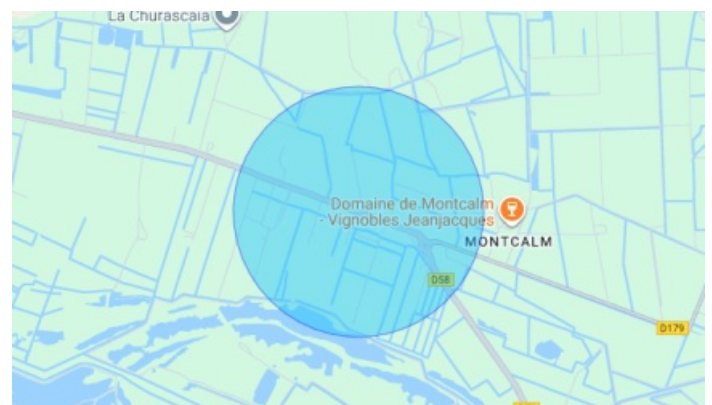 La Churascaia
Domaine de Montcalm
- Vignobles Jeanjacques
MONTCALM
D58
D179